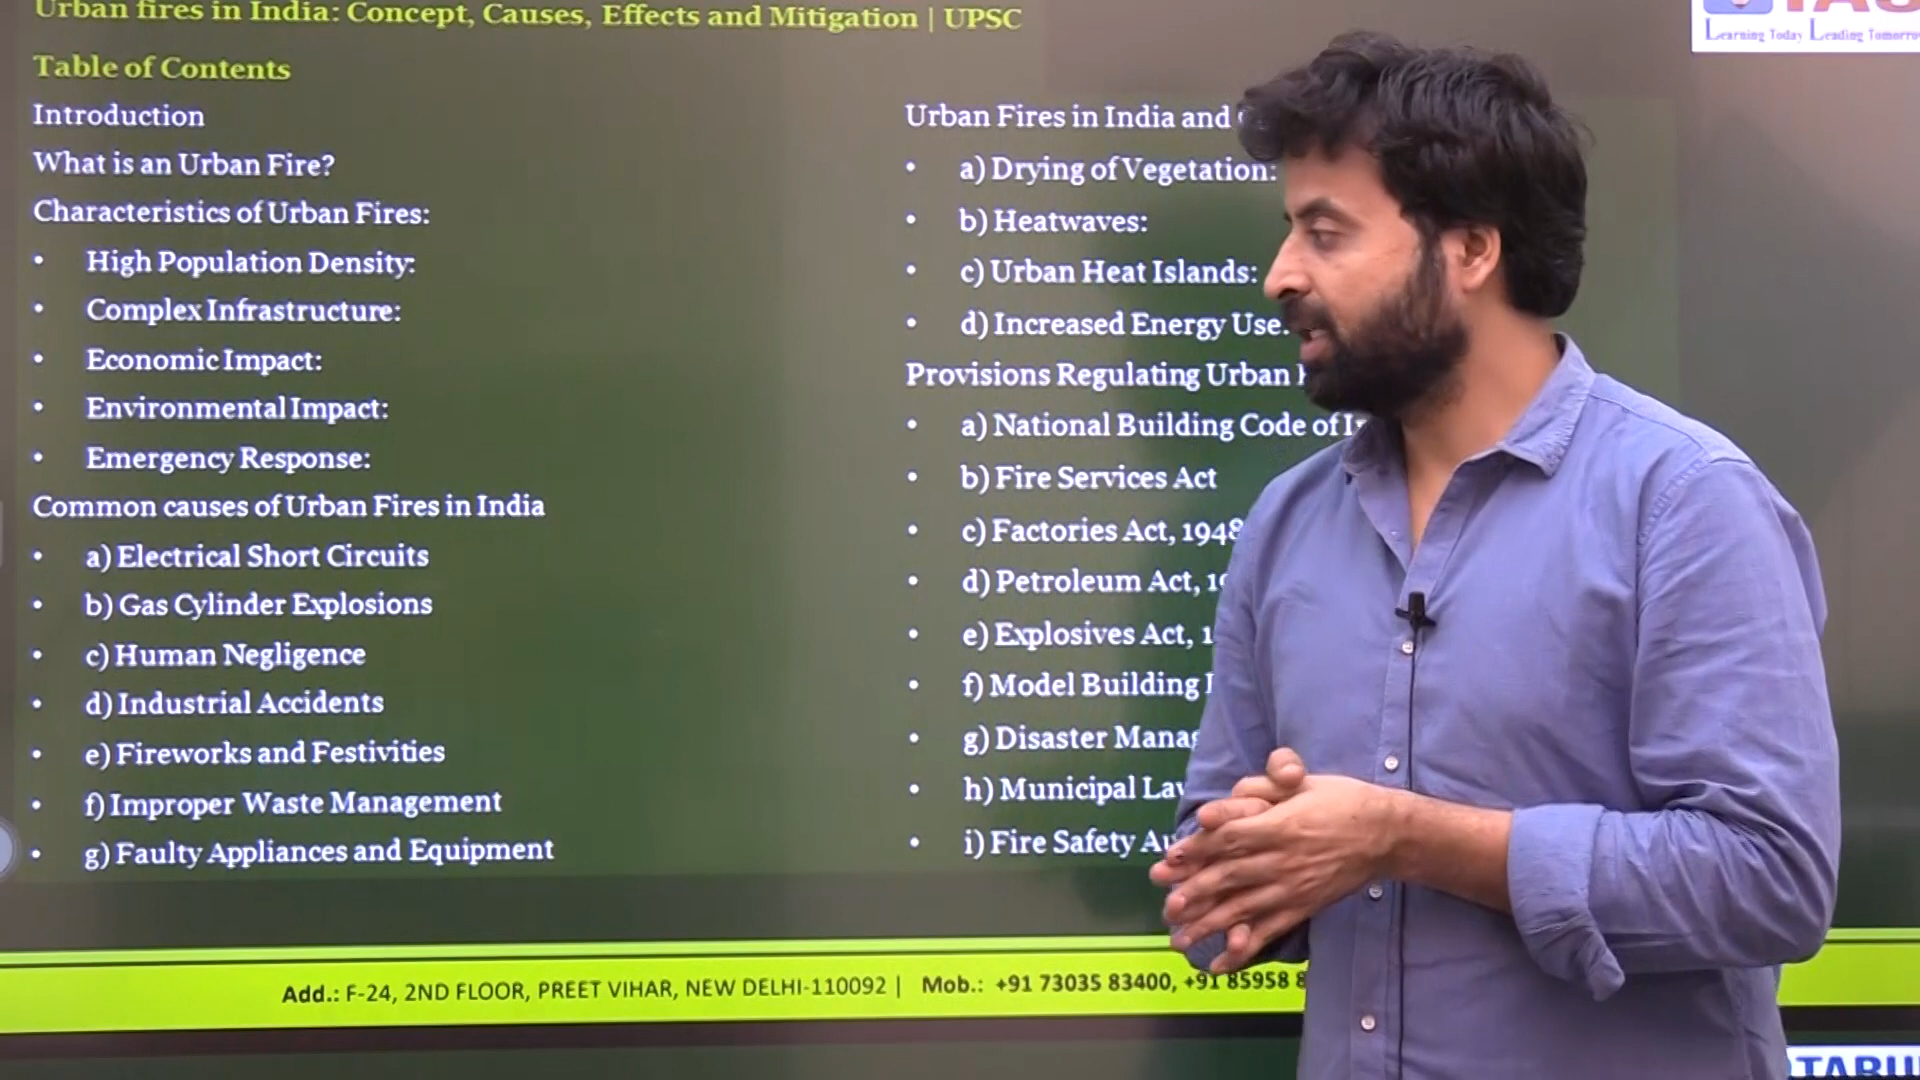 Urban fires in India: Concept, Causes, Effects and Mitigation | UPSC
Table of Contents
Introduction
What is an Urban Fire?
Characteristics of Urban Fires:
• High Population Density:
• Complex Infrastructure:
• Economic Impact:
• Environmental Impact:
• Emergency Response:
Common causes of Urban Fires in India
• a) Electrical Short Circuits
• b) Gas Cylinder Explosions
• c) Human Negligence
• d) Industrial Accidents
• e) Fireworks and Festivities
• f) Improper Waste Management
• g) Faulty Appliances and Equipment
Urban Fires in India and
• a) Drying of Vegetation:
• b) Heatwaves:
• c) Urban Heat Islands:
• d) Increased Energy Use:
Provisions Regulating Urban
• a) National Building Code of
• b) Fire Services Act
• c) Factories Act, 1948
• d) Petroleum Act,
• e) Explosives Act,
• f) Model Building
• g) Disaster
• h) Municipal
• i) Fire Safety
Learning Today Leading
Add.: F-24, 2ND FLOOR, PREET VIHAR, NEW DELHI-110092 | Mob.: +91 73035 83400, +91 85958